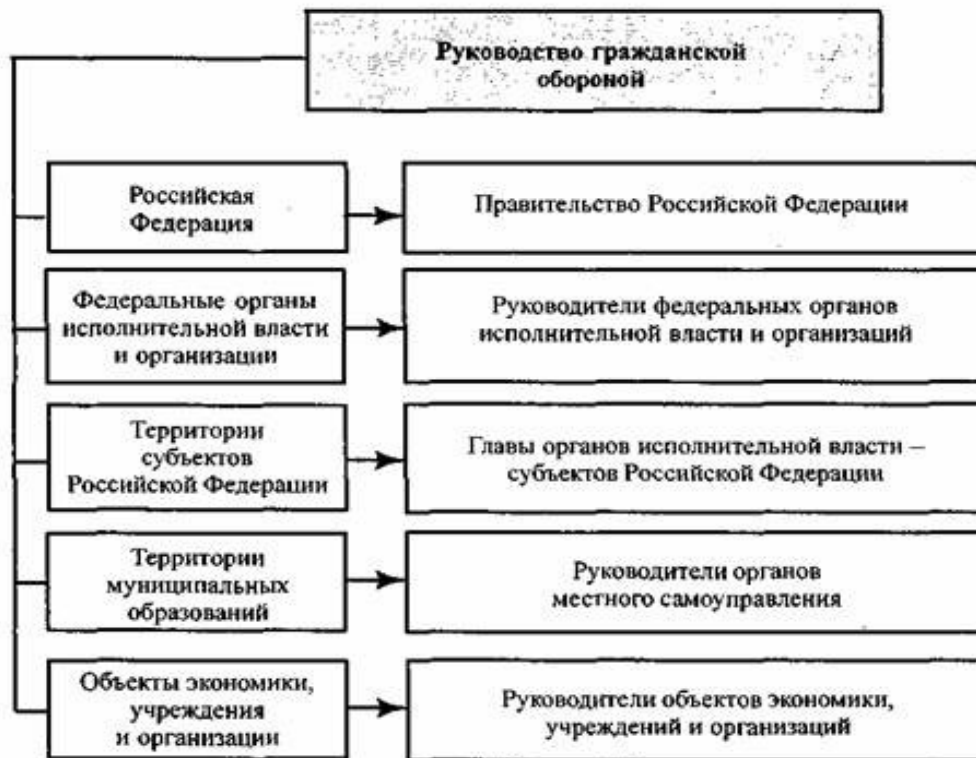 Руководство гражданской
обороной
Российская
Федерация
Правительство Российской Федерации
Федеральные органы
исполнительной власти
и организации
Руководители федеральных органов
исполнительной власти и организаций
Территории
субъектов
Российской Федерации
Главы органов исполнительной власти –
субъектов Российской Федерации
Территории
муниципальных
образований
Руководители органов
местного самоуправления
Объекты экономики,
учреждения
и организации
Руководители объектов экономики,
учреждений и организаций